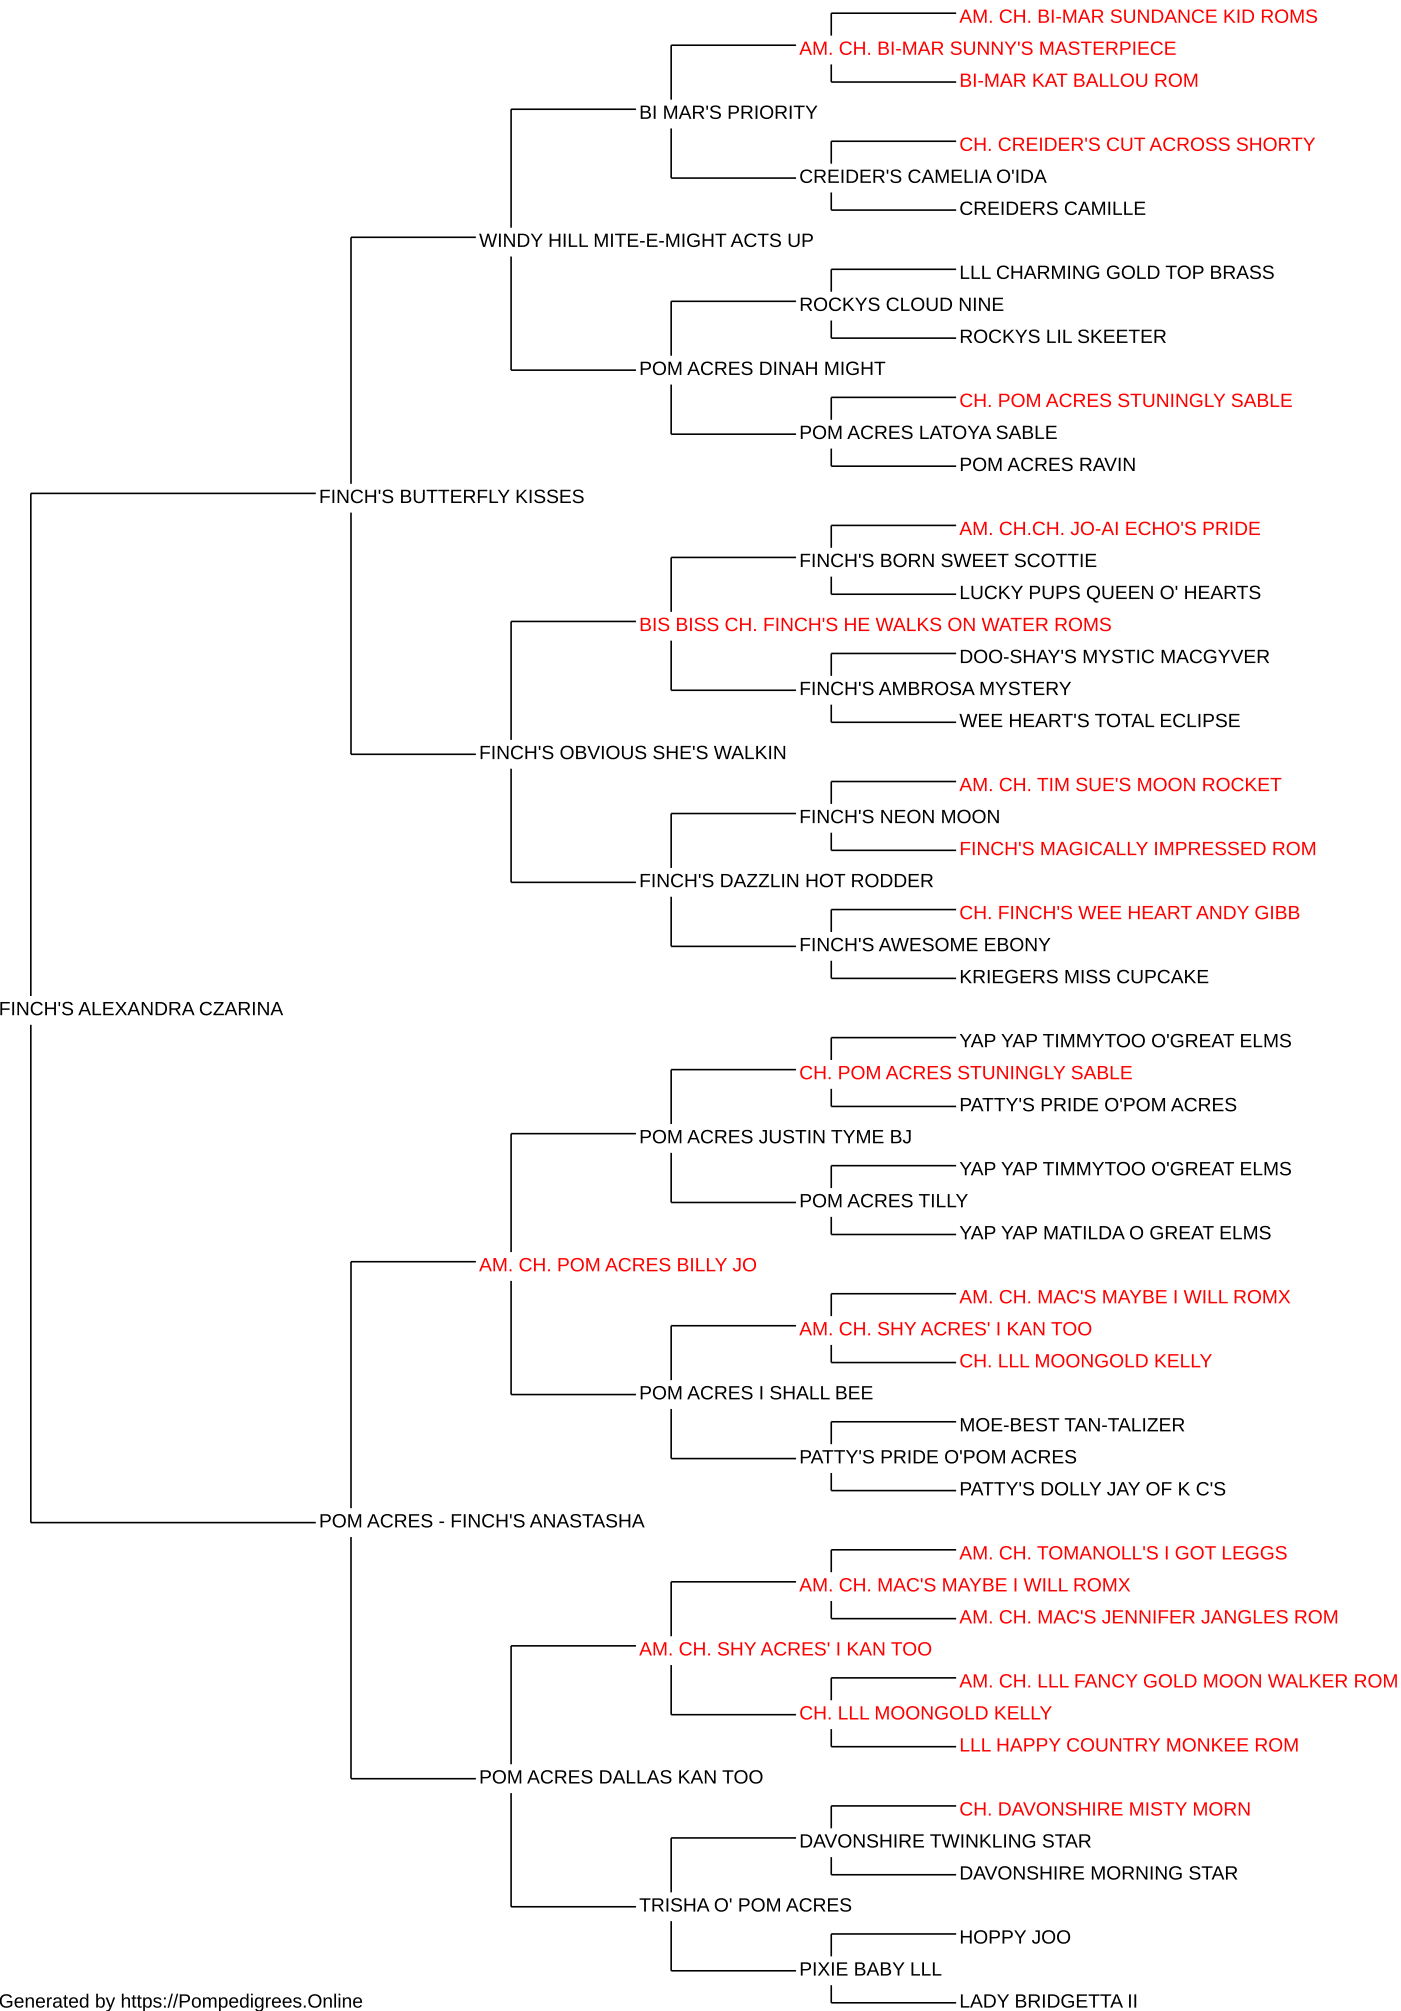 AM. CH. BI-MAR SUNDANCE KID ROMS
AM. CH. BI-MAR SUNNY'S MASTERPIECE
BI-MAR KAT BALLOU ROM
BI MAR'S PRIORITY
CH. CREIDER'S CUT ACROSS SHORTY
CREIDER'S CAMELIA O'IDA
CREIDERS CAMILLE
WINDY HILL MITE-E-MIGHT ACTS UP
LLL CHARMING GOLD TOP BRASS
ROCKYS CLOUD NINE
ROCKYS LIL SKEETER
POM ACRES DINAH MIGHT
CH. POM ACRES STUNINGLY SABLE
POM ACRES LATOYA SABLE
POM ACRES RAVIN
FINCH'S BUTTERFLY KISSES
AM. CH.CH. JO-AI ECHO'S PRIDE
FINCH'S BORN SWEET SCOTTIE
LUCKY PUPS QUEEN O' HEARTS
BIS BISS CH. FINCH'S HE WALKS ON WATER ROMS
DOO-SHAY'S MYSTIC MACGYVER
FINCH'S AMBROSA MYSTERY
WEE HEART'S TOTAL ECLIPSE
FINCH'S OBVIOUS SHE'S WALKIN
AM. CH. TIM SUE'S MOON ROCKET
FINCH'S NEON MOON
FINCH'S MAGICALLY IMPRESSED ROM
FINCH'S DAZZLIN HOT RODDER
CH. FINCH'S WEE HEART ANDY GIBB
FINCH'S AWESOME EBONY
KRIEGERS MISS CUPCAKE
FINCH'S ALEXANDRA CZARINA
YAP YAP TIMMYTOO O'GREAT ELMS
CH. POM ACRES STUNINGLY SABLE
PATTY'S PRIDE O'POM ACRES
POM ACRES JUSTIN TYME BJ
YAP YAP TIMMYTOO O'GREAT ELMS
POM ACRES TILLY
YAP YAP MATILDA O GREAT ELMS
AM. CH. POM ACRES BILLY JO
AM. CH. MAC'S MAYBE I WILL ROMX
AM. CH. SHY ACRES' I KAN TOO
CH. LLL MOONGOLD KELLY
POM ACRES I SHALL BEE
MOE-BEST TAN-TALIZER
PATTY'S PRIDE O'POM ACRES
PATTY'S DOLLY JAY OF K C'S
POM ACRES - FINCH'S ANASTASHA
AM. CH. TOMANOLL'S I GOT LEGGS
AM. CH. MAC'S MAYBE I WILL ROMX
AM. CH. MAC'S JENNIFER JANGLES ROM
AM. CH. SHY ACRES' I KAN TOO
AM. CH. LLL FANCY GOLD MOON WALKER ROM
CH. LLL MOONGOLD KELLY
LLL HAPPY COUNTRY MONKEE ROM
POM ACRES DALLAS KAN TOO
CH. DAVONSHIRE MISTY MORN
DAVONSHIRE TWINKLING STAR
DAVONSHIRE MORNING STAR
TRISHA O' POM ACRES
HOPPY JOO
PIXIE BABY LLL
LADY BRIDGETTA II
Generated by https://Pompedigrees.Online